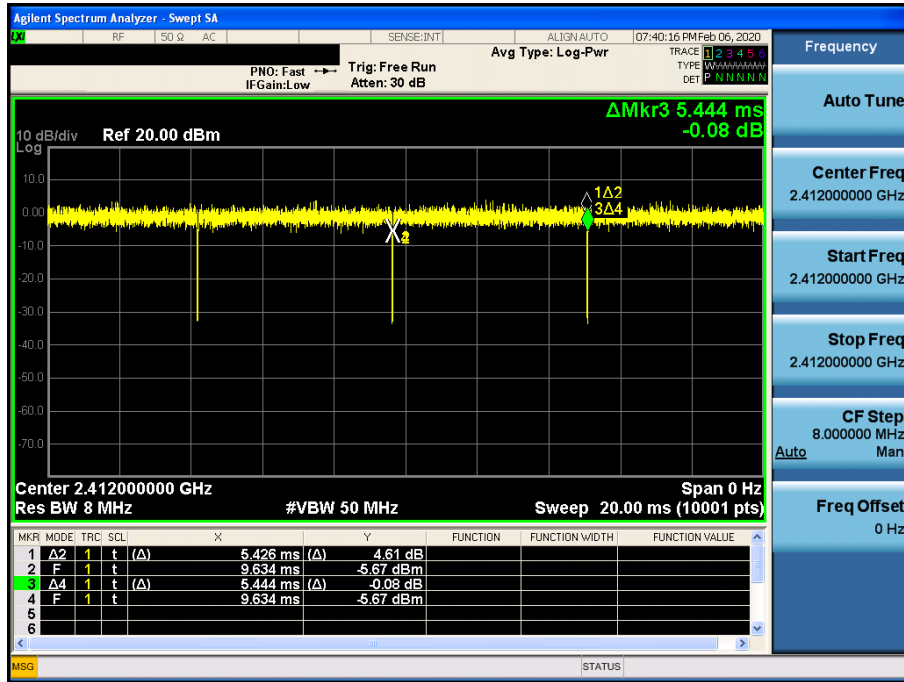 Agilent Spectrum Analyzer - Swept SA
LXI RF 50 Ω AC SENSE:INT ALIGN AUTO 07:40:16 PM Feb 06, 2020
Avg Type: Log-Pwr TRACE 1 2 3 4 5 6
PNO: Fast Trig: Free Run TYPE WWWWWW
IFGain:Low Atten: 30 dB DET P N N N N N
ΔMkr3 5.444 ms
10 dB/div Ref 20.00 dBm -0.08 dB
Log
10.0
0.00
-10.0
-20.0
-30.0
-40.0
-50.0
-60.0
-70.0
1Δ2
3Δ4
Center 2.412000000 GHz Span 0 Hz
Res BW 8 MHz #VBW 50 MHz Sweep 20.00 ms (10001 pts)
MKR MODE TRC SCL X Y FUNCTION FUNCTION WIDTH FUNCTION VALUE
1 Δ2 1 t (Δ) 5.426 ms (Δ) 4.61 dB
2 F 1 t 9.634 ms -5.67 dBm
3 Δ4 1 t (Δ) 5.444 ms (Δ) -0.08 dB
4 F 1 t 9.634 ms -5.67 dBm
5
6
MSG STATUS
Frequency
Auto Tune
Center Freq
2.412000000 GHz
Start Freq
2.412000000 GHz
Stop Freq
2.412000000 GHz
CF Step
8.000000 MHz
Auto Man
Freq Offset
0 Hz